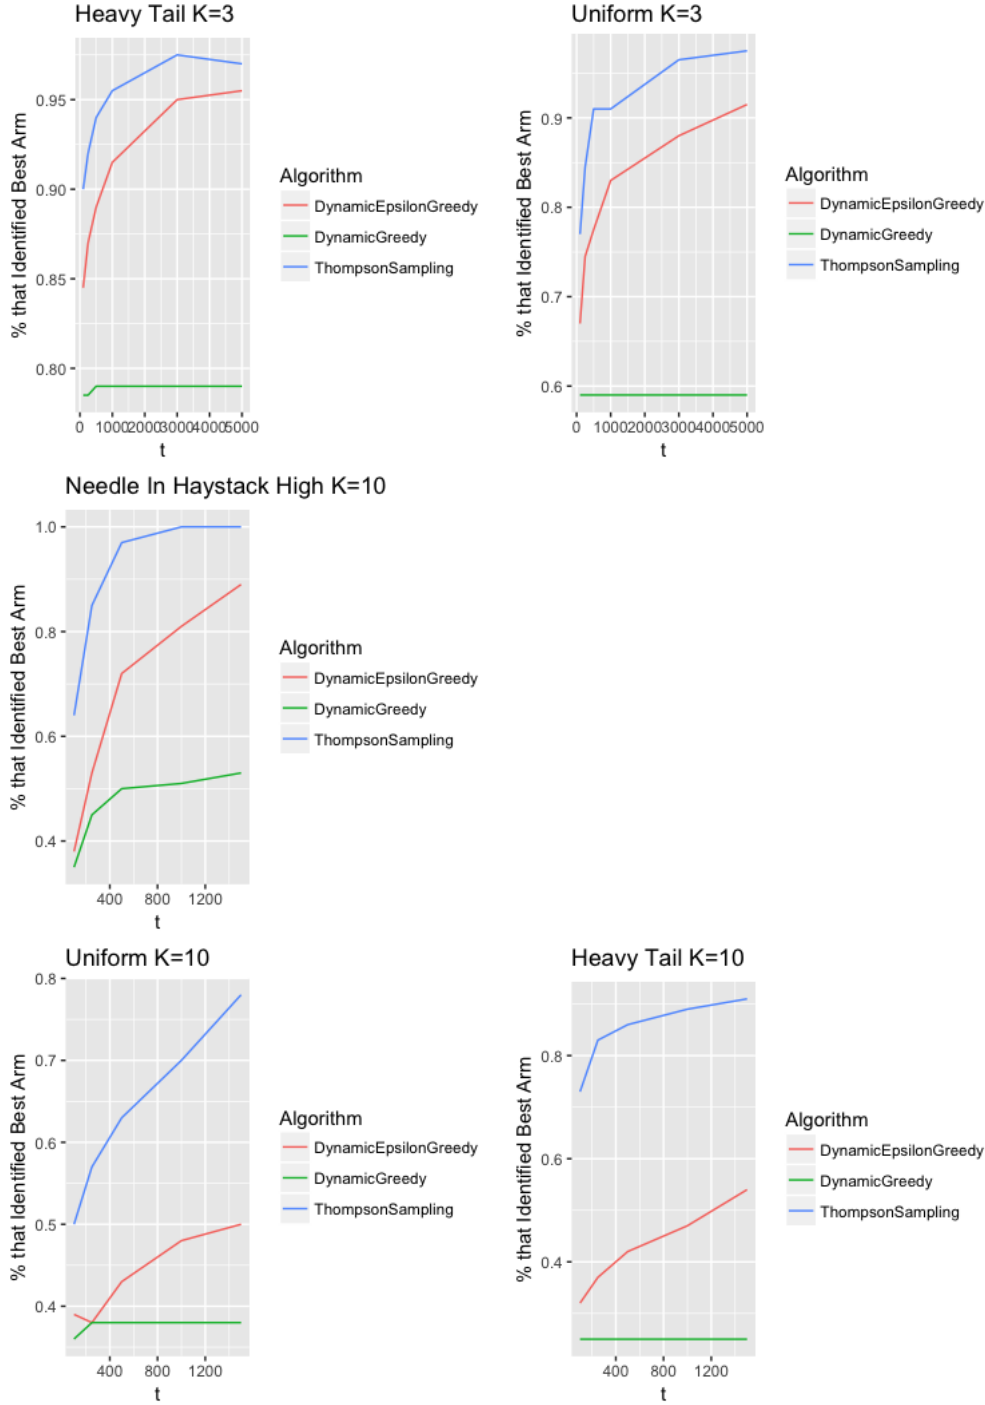 Heavy Tail K=3
% that Identified Best Arm
0.95
0.90
0.85
0.80
0 1000 2000 3000 4000 5000
t
Algorithm
DynamicEpsilonGreedy
DynamicGreedy
ThompsonSampling
Uniform K=3
% that Identified Best Arm
0.9
0.8
0.7
0.6
0 1000 2000 3000 4000 5000
t
Algorithm
DynamicEpsilonGreedy
DynamicGreedy
ThompsonSampling
Needle In Haystack High K=10
% that Identified Best Arm
1.0
0.8
0.6
0.4
400 800 1200
t
Algorithm
DynamicEpsilonGreedy
DynamicGreedy
ThompsonSampling
Uniform K=10
% that Identified Best Arm
0.8
0.7
0.6
0.5
0.4
400 800 1200
t
Algorithm
DynamicEpsilonGreedy
DynamicGreedy
ThompsonSampling
Heavy Tail K=10
% that Identified Best Arm
0.8
0.6
0.4
400 800 1200
t
Algorithm
DynamicEpsilonGreedy
DynamicGreedy
ThompsonSampling